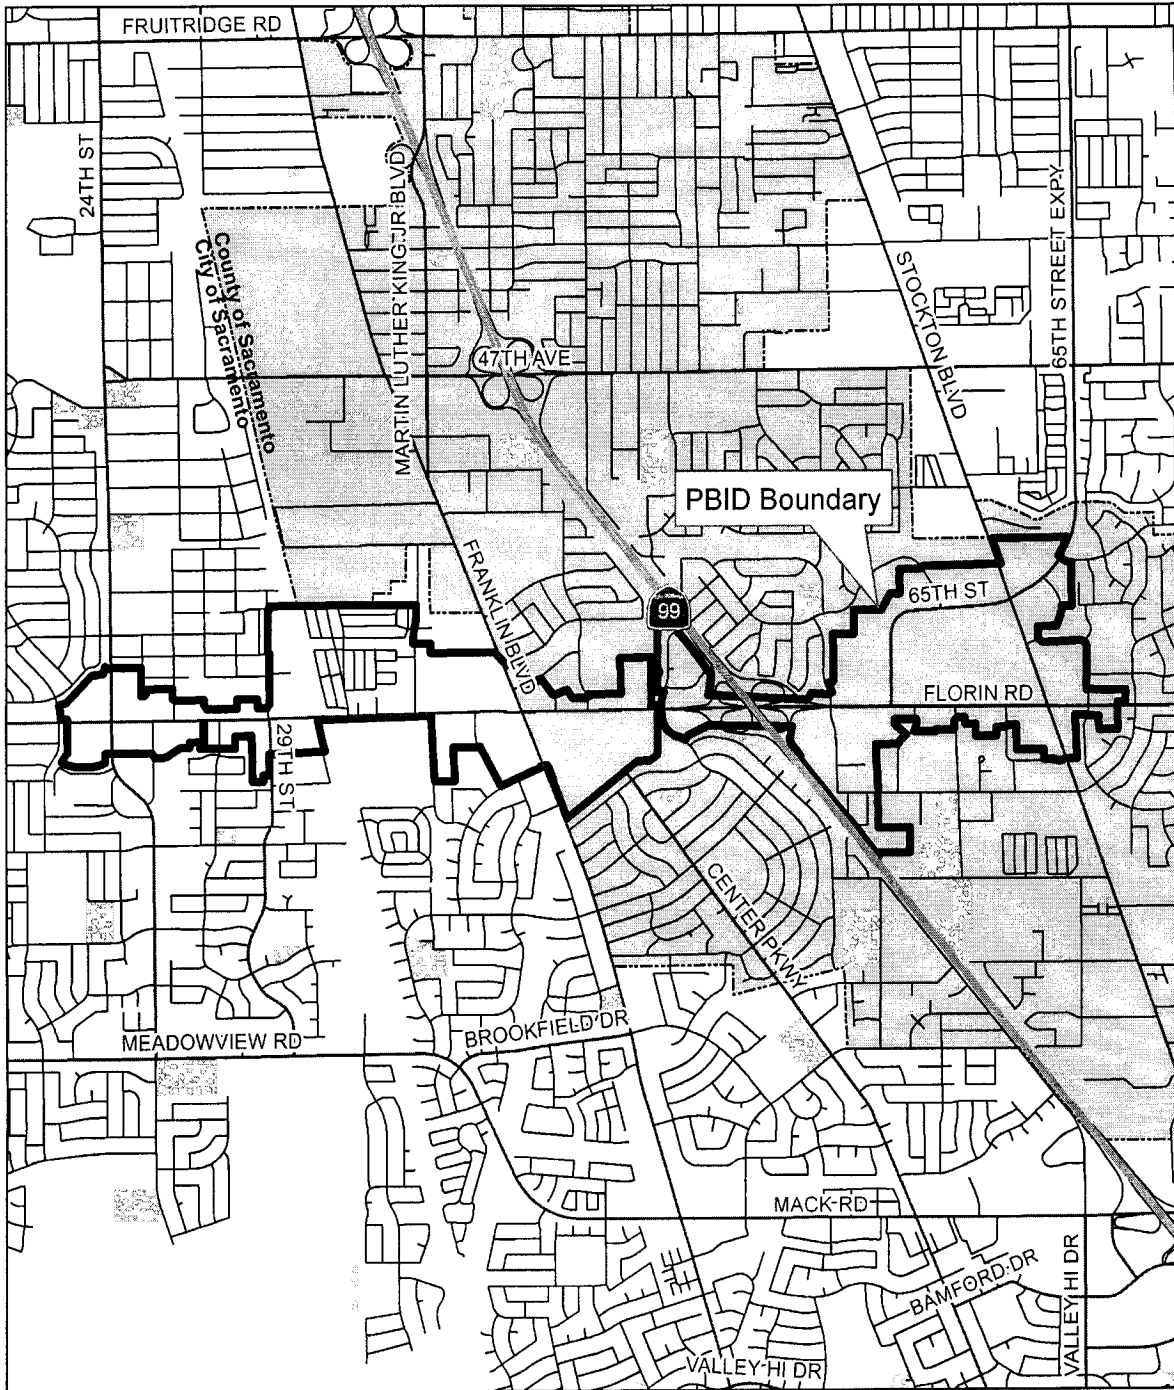 FRUITRIDGE RD
24TH ST
MARTIN LUTHER KING JR BLVD
County of Sacramento
City of Sacramento
STOCKTON BLVD
65TH STREET EXPY
47TH AVE
PBID Boundary
FRANKLIN BLVD
99
65TH ST
FLORIN RD
29TH ST
CENTER PKWY
MEADOWVIEW RD
BROOKFIELD DR
MACK RD
BAMFORD DR
VALLEY HI DR
VALLEY HI DR